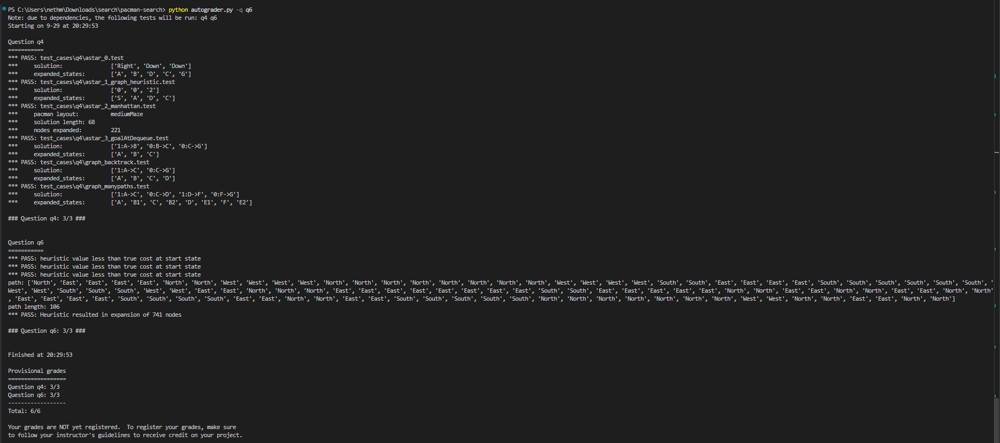 PS C:\Users\nethm\Downloads\search\pacman-search> python autograder.py -q q6
Note: due to dependencies, the following tests will be run: q4 q6
Starting on 9-29 at 20:29:53

Question q4
===========
*** PASS: test_cases\q4\astar_0.test
***     solution:               ['Right', 'Down', 'Down']
***     expanded_states:        ['A', 'B', 'D', 'C', 'G']
*** PASS: test_cases\q4\astar_1_graph_heuristic.test
***     solution:               ['0', '0', '2']
***     expanded_states:        ['S', 'A', 'D', 'C']
*** PASS: test_cases\q4\astar_2_manhattan.test
***     pacman layout:          mediumMaze
***     solution length: 68
***     nodes expanded:         221
*** PASS: test_cases\q4\astar_3_goalAtDequeue.test
***     solution:               ['1:A->B', '0:B->C', '0:C->G']
***     expanded_states:        ['A', 'B', 'C']
*** PASS: test_cases\q4\graph_backtrack.test
***     solution:               ['1:A->C', '0:C->G']
***     expanded_states:        ['A', 'B', 'C', 'D']
*** PASS: test_cases\q4\graph_manypaths.test
***     solution:               ['1:A->C', '0:C->D', '1:D->F', '0:F->G']
***     expanded_states:        ['A', 'B1', 'C', 'B2', 'D', 'E1', 'F', 'E2']

### Question q4: 3/3 ###

Question q6
===========
*** PASS: heuristic value less than true cost at start state
*** PASS: heuristic value less than true cost at start state
*** PASS: heuristic value less than true cost at start state
path: ['North', 'East', 'East', 'East', 'East', 'North', 'North', 'West', 'West', 'West', 'West', 'North', 'North', 'North', 'North', 'North', 'North', 'North', 'North', 'West', 'West', 'West', 'West', 'South', 'South', 'East', 'East', 'East', 'East', 'South', 'South', 'South', 'South', 'South', 'South', '
West', 'West', 'South', 'South', 'South', 'West', 'West', 'East', 'East', 'North', 'North', 'North', 'East', 'East', 'East', 'East', 'East', 'East', 'East', 'South', 'South', 'East', 'East', 'East', 'East', 'East', 'North', 'North', 'East', 'East', 'North', 'North', 'East', 'East', 'North', 'North'
, 'East', 'East', 'East', 'East', 'South', 'South', 'South', 'South', 'East', 'East', 'North', 'North', 'East', 'East', 'South', 'South', 'South', 'South', 'South', 'North', 'North', 'North', 'North', 'North', 'North', 'North', 'West', 'West', 'North', 'North', 'East', 'East', 'North', 'North']
path length: 106
*** PASS: Heuristic resulted in expansion of 741 nodes

### Question q6: 3/3 ###

Finished at 20:29:53

Provisional grades
==================
Question q4: 3/3
Question q6: 3/3
------------------
Total: 6/6

Your grades are NOT yet registered.  To register your grades, make sure
to follow your instructor's guidelines to receive credit on your project.